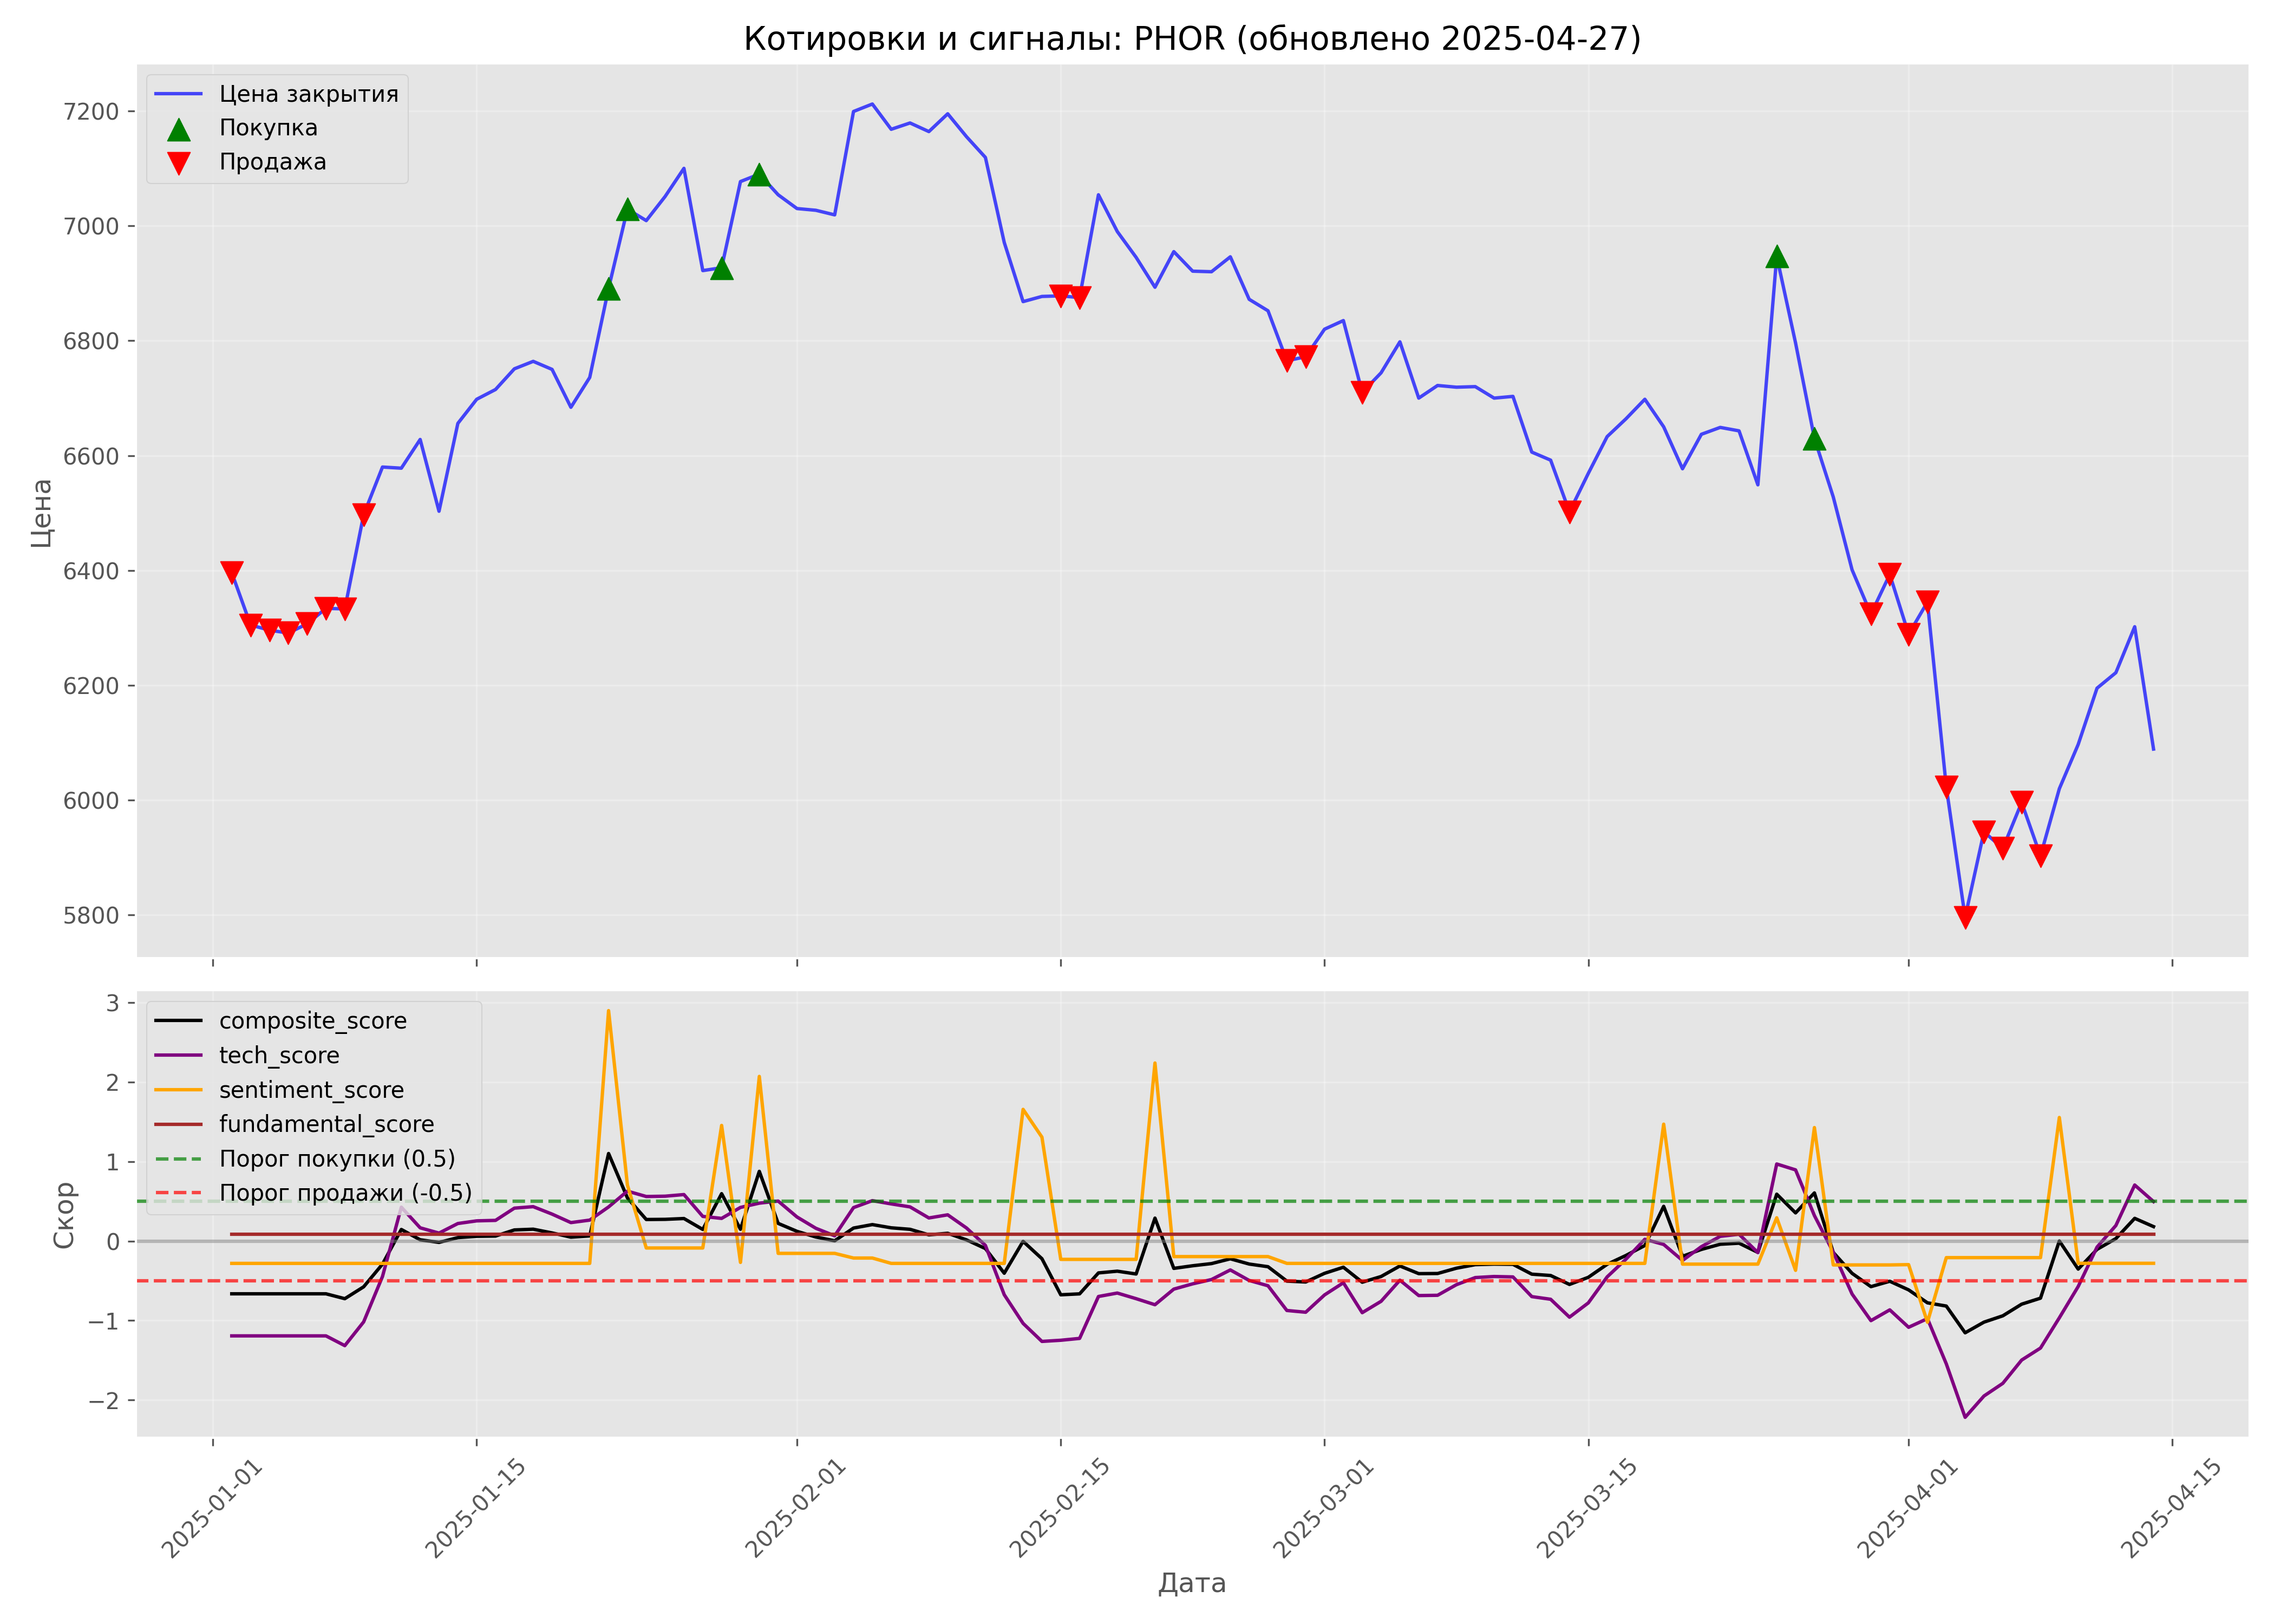 Котировки и сигналы: PHOR (обновлено 2025-04-27)
Цена закрытия
Покупка
Продажа
7200
7000
6800
6600
6400
6200
6000
5800
Цена
composite_score
tech_score
sentiment_score
fundamental_score
Порог покупки (0.5)
Порог продажи (-0.5)
3
2
1
0
−1
−2
Скор
2025-01-01
2025-01-15
2025-02-01
2025-02-15
2025-03-01
2025-03-15
2025-04-01
2025-04-15
Дата